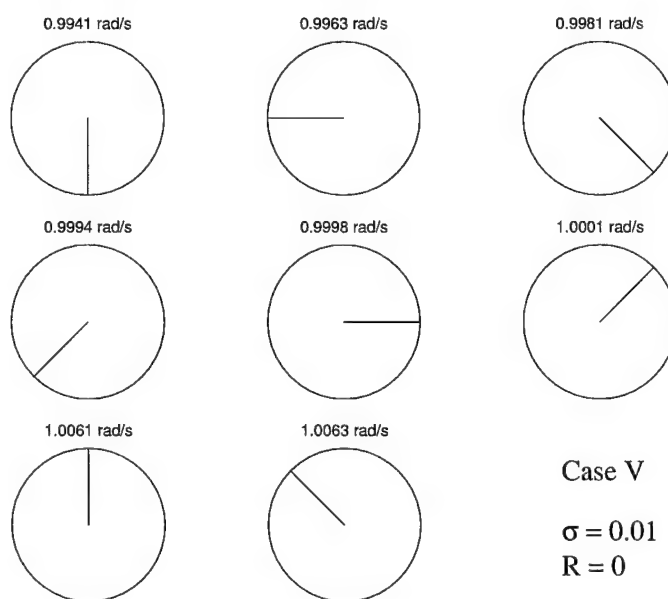 0.9941 rad/s
0.9963 rad/s
0.9981 rad/s
0.9994 rad/s
0.9998 rad/s
1.0001 rad/s
1.0061 rad/s
1.0063 rad/s
Case V
σ = 0.01
R = 0